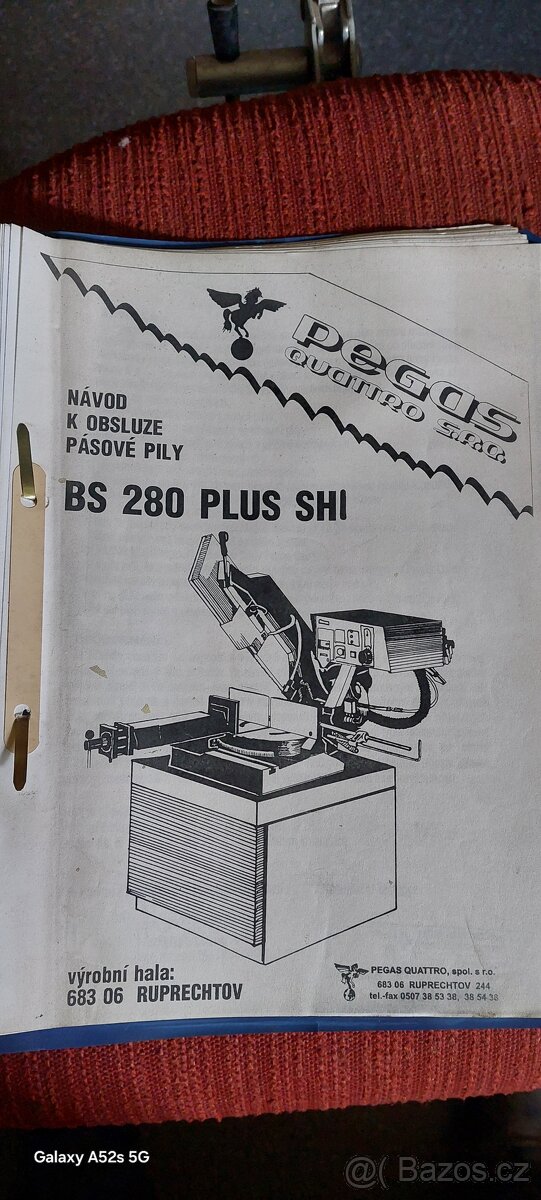 PEGAS
QUATTRO S.R.O.
NÁVOD
K OBSLUZE
PÁSOVÉ PILY
BS 280 PLUS SHI
výrobní hala:
683 06 RUPRECHTOV
PEGAS QUATTRO, spol. s r.o.
683 06 RUPRECHTOV 244
tel.-fax 0507 38 53 38, 38 54 38
Galaxy A52s 5G
@( Bazos.cz